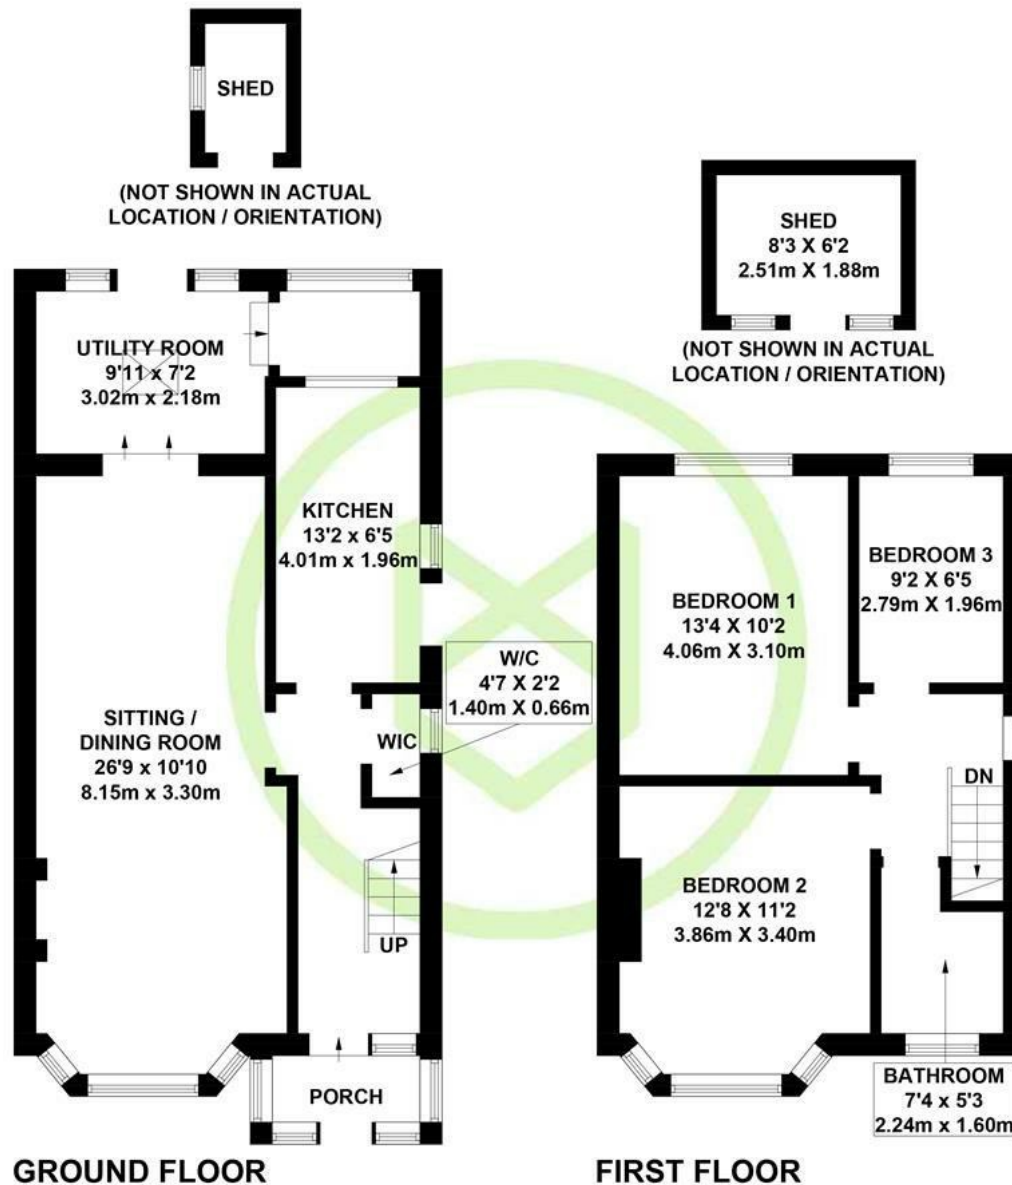 SHED
(NOT SHOWN IN ACTUAL
LOCATION / ORIENTATION)
SHED
8'3 X 6'2
2.51m X 1.88m
(NOT SHOWN IN ACTUAL
LOCATION / ORIENTATION)
UTILITY ROOM
9'11 x 7'2
3.02m x 2.18m
KITCHEN
13'2 x 6'5
4.01m x 1.96m
W/C
4'7 X 2'2
1.40m X 0.66m
WIC
SITTING /
DINING ROOM
26'9 x 10'10
8.15m x 3.30m
UP
PORCH
GROUND FLOOR
BEDROOM 1
13'4 X 10'2
4.06m X 3.10m
BEDROOM 3
9'2 X 6'5
2.79m X 1.96m
DN
BEDROOM 2
12'8 X 11'2
3.86m X 3.40m
BATHROOM
7'4 x 5'3
2.24m x 1.60m
FIRST FLOOR